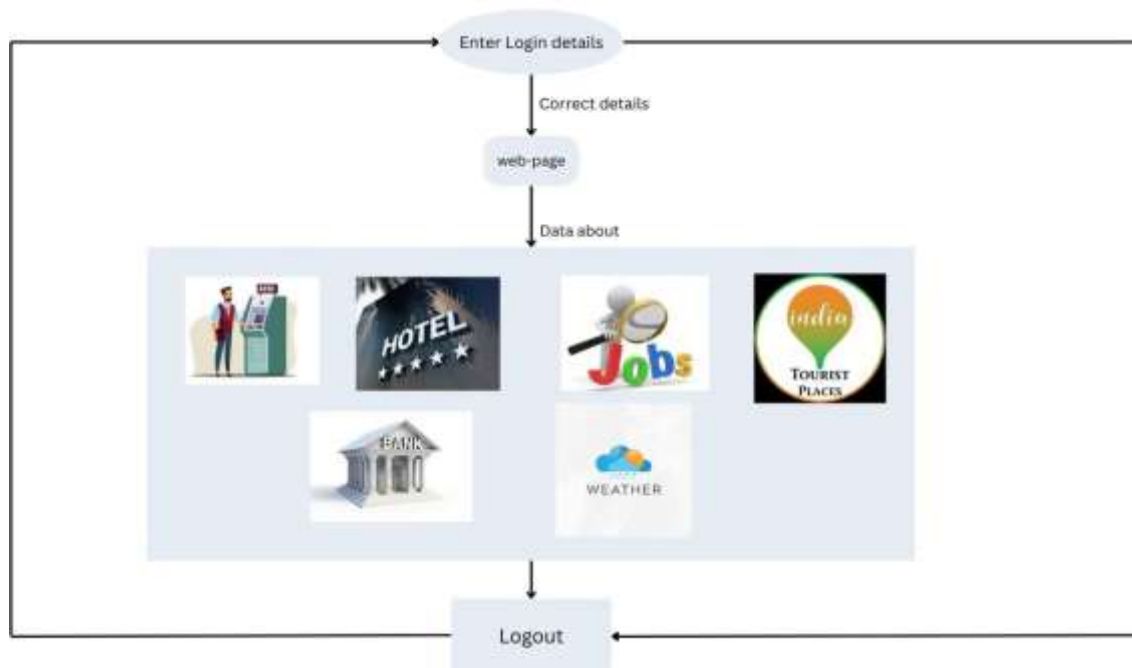 Enter Login details
Correct details
web-page
Data about
HOTEL
Jobs
india
TOURIST
PLACES
BANK
WEATHER
Logout